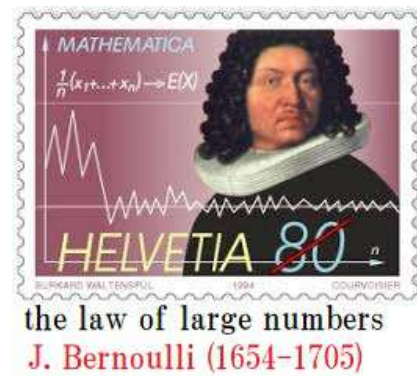 MATHEMATICA
1/n(x₁+...+xₙ)→E(X)
HELVETIA 80
n
BURKARD WALTENSPÜL 1994 COURVOISIER
the law of large numbers
J. Bernoulli (1654-1705)